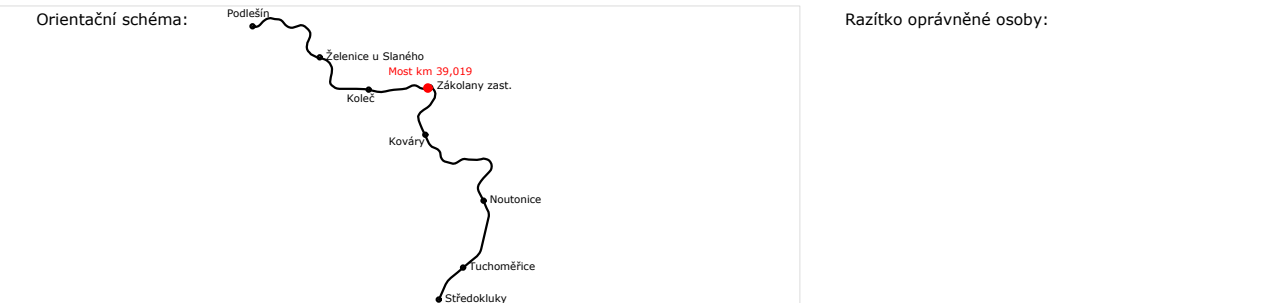 Orientační schéma:
Razítko oprávněné osoby:
Podlešín
Želenice u Slaného
Most km 39,019
Zákolany zast.
Koleč
Kováry
Noutonice
Tuchoměřice
Středokluky